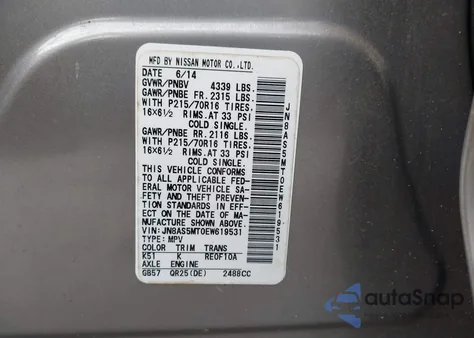 MFD BY NISSAN MOTOR CO.,LTD.
DATE 6/14
GVWR/PNBV 4339 LBS.
GAWR/PNBE FR. 2315 LBS.
WITH P215/70R16 TIRES.
16X6½ RIMS.AT 33 PSI
COLD SINGLE.
GAWR/PNBE RR. 2116 LBS.
WITH P215/70R16 TIRES.
16X6½ RIMS.AT 33 PSI
COLD SINGLE.
THIS VEHICLE CONFORMS T
O ALL APPLICABLE FED-
ERAL MOTOR VEHICLE SA-
FETY AND THEFT PREVEN-
TION STANDARDS IN EFF-
ECT ON THE DATE OF MA-
NUFACTURE SHOWN ABOVE.
VIN: JN8AS5MT0EW619531
TYPE: MPV
COLOR TRIM TRANS
K51 K RE0F10A
GB57 QR25(DE) 2488CC
JN8AS5MT0EW619531
autoSnap